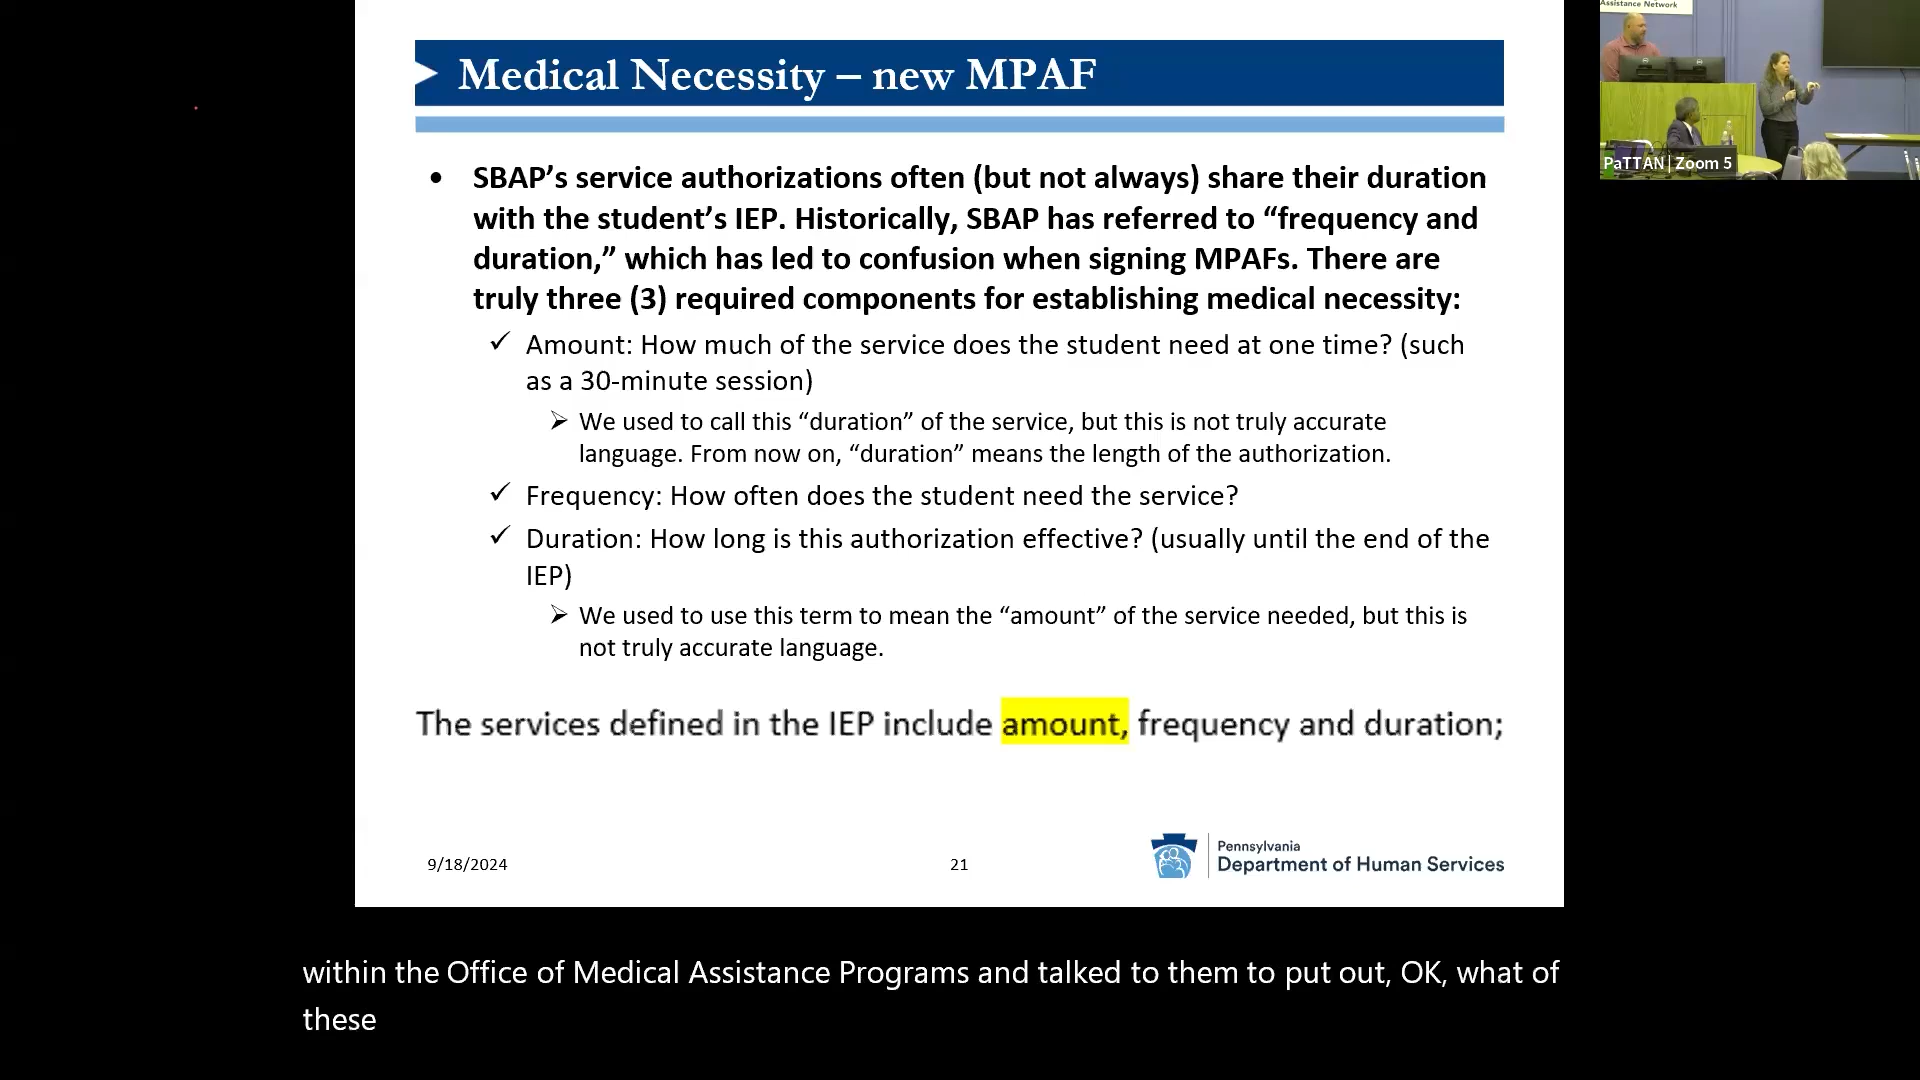 Assistance Network
PaTTAN | Zoom 5
Medical Necessity – new MPAF
• SBAP’s service authorizations often (but not always) share their duration
with the student’s IEP. Historically, SBAP has referred to “frequency and
duration,” which has led to confusion when signing MPAFs. There are
truly three (3) required components for establishing medical necessity:
✓ Amount: How much of the service does the student need at one time? (such
as a 30-minute session)
➢ We used to call this “duration” of the service, but this is not truly accurate
language. From now on, “duration” means the length of the authorization.
✓ Frequency: How often does the student need the service?
✓ Duration: How long is this authorization effective? (usually until the end of the
IEP)
➢ We used to use this term to mean the “amount” of the service needed, but this is
not truly accurate language.
The services defined in the IEP include amount, frequency and duration;
9/18/2024
21
Pennsylvania
Department of Human Services
within the Office of Medical Assistance Programs and talked to them to put out, OK, what of
these